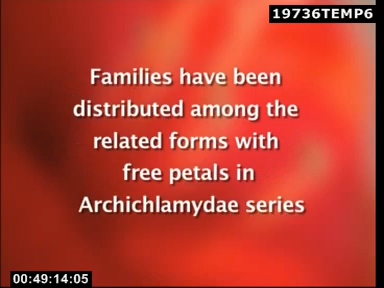 19736TEMP6
Families have been
distributed among the
related forms with
free petals in
Archichlamydae series
00:49:14:05